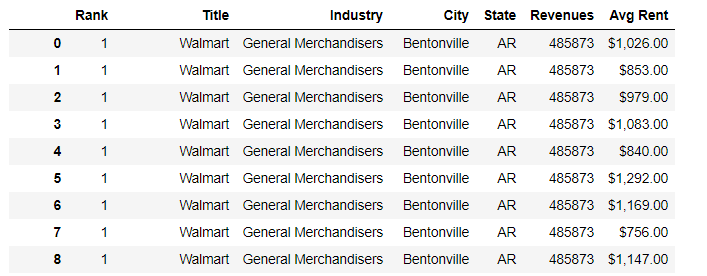 Rank Title Industry City State Revenues Avg Rent
0 1 Walmart General Merchandisers Bentonville AR 485873 $1,026.00
1 1 Walmart General Merchandisers Bentonville AR 485873 $853.00
2 1 Walmart General Merchandisers Bentonville AR 485873 $979.00
3 1 Walmart General Merchandisers Bentonville AR 485873 $1,083.00
4 1 Walmart General Merchandisers Bentonville AR 485873 $840.00
5 1 Walmart General Merchandisers Bentonville AR 485873 $1,292.00
6 1 Walmart General Merchandisers Bentonville AR 485873 $1,169.00
7 1 Walmart General Merchandisers Bentonville AR 485873 $756.00
8 1 Walmart General Merchandisers Bentonville AR 485873 $1,147.00